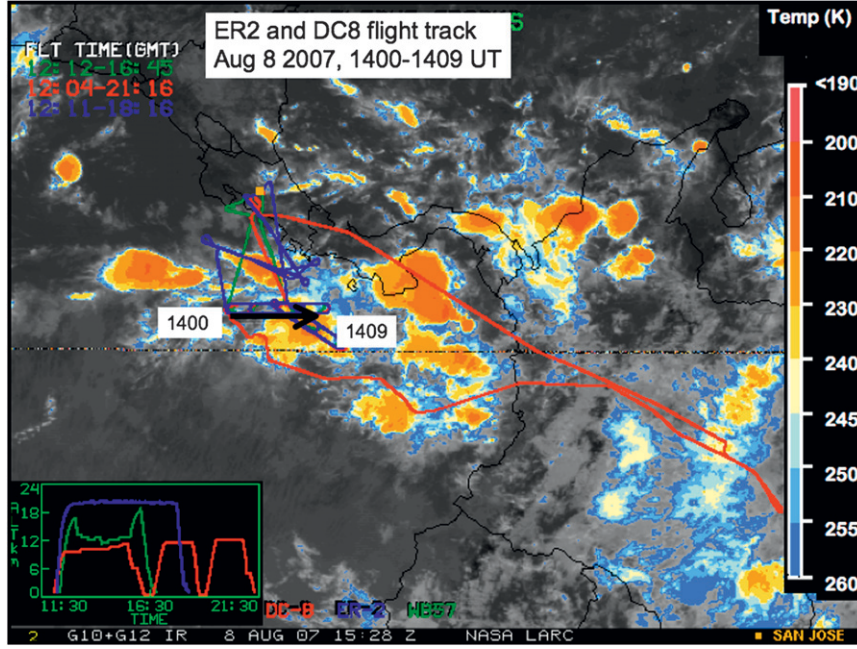 ER2 and DC8 flight track
Aug 8 2007, 1400-1409 UT
FLT TIME(GMT)
12:12-16:45
12:04-21:16
12:11-18:16
Temp (K)
<190
200
210
220
230
240
245
250
255
260
1400
1409
24
18
12
6
0
11:30 16:30 21:30
TIME
DC-8 ER-2 WB57
2 G10+G12 IR 8 AUG 07 15:28 Z NASA LARC SAN JOSE